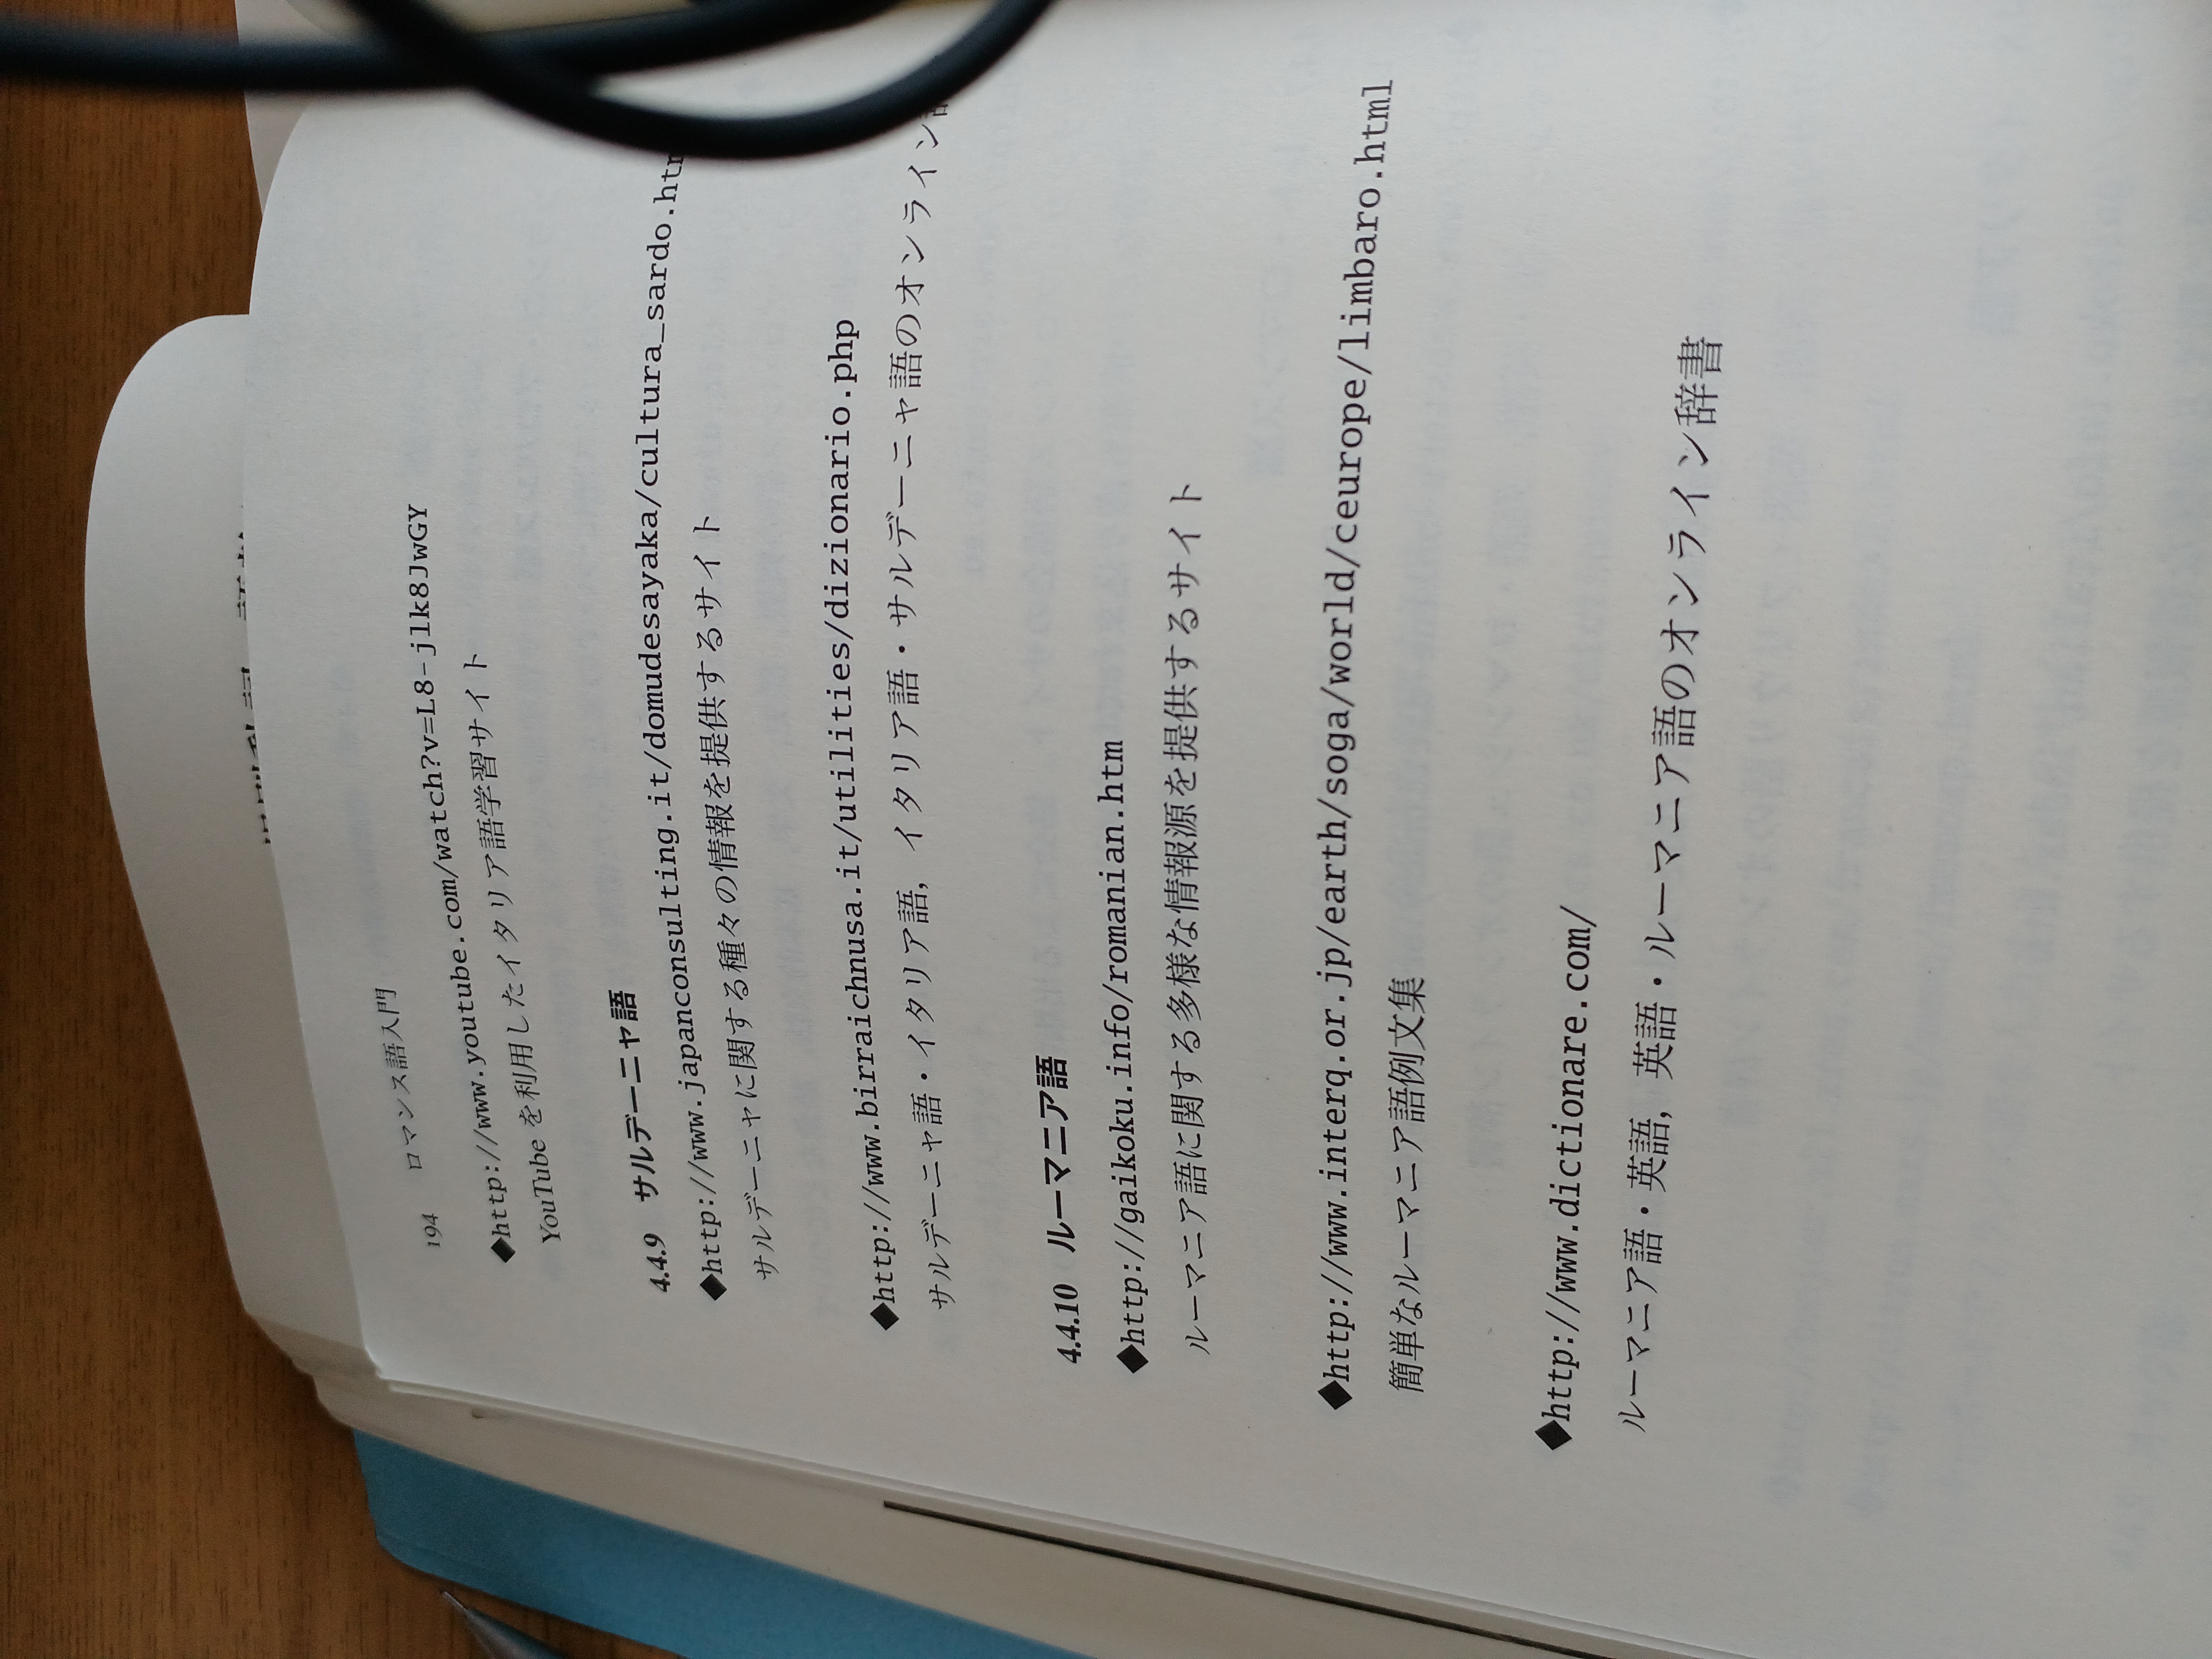 194 ロマンス語入門
◆http://www.youtube.com/watch?v=L8-jlk8JwGY
YouTube を利用したイタリア語学習サイト
4.4.9 サルデーニャ語
◆http://www.japanconsulting.it/domudesayaka/cultura_sardo.htm
サルデーニャに関する種々の情報を提供するサイト
◆http://www.birraichnusa.it/utilities/dizionario.php
サルデーニャ語・イタリア語，イタリア語・サルデーニャ語のオンライン
4.4.10 ルーマニア語
◆http://gaikoku.info/romanian.htm
ルーマニア語に関する多様な情報源を提供するサイト
◆http://www.interq.or.jp/earth/soga/world/ceurope/limbaro.html
簡単なルーマニア語例文集
◆http://www.dictionare.com/
ルーマニア語・英語，英語・ルーマニア語のオンライン辞書